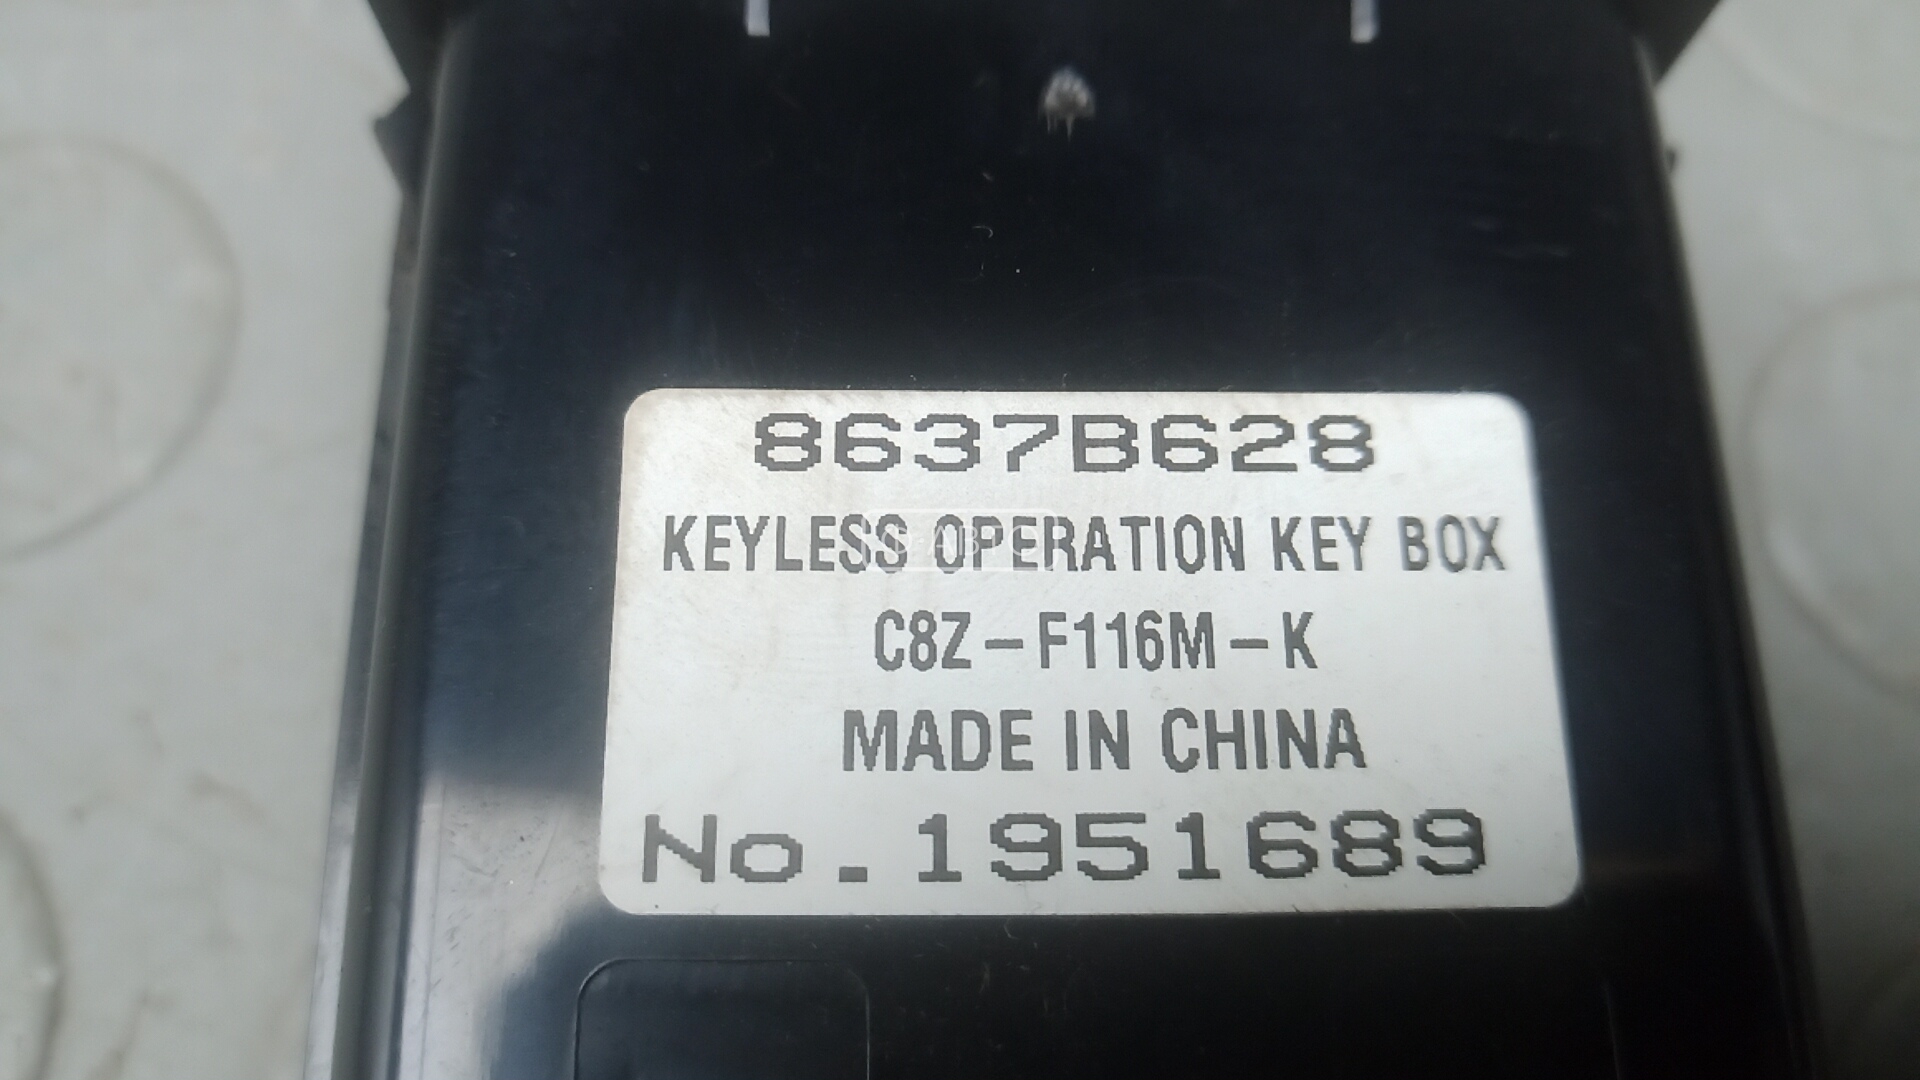 8637B628
KEYLESS OPERATION KEY BOX
C8Z-F116M-K
MADE IN CHINA
No.1951689